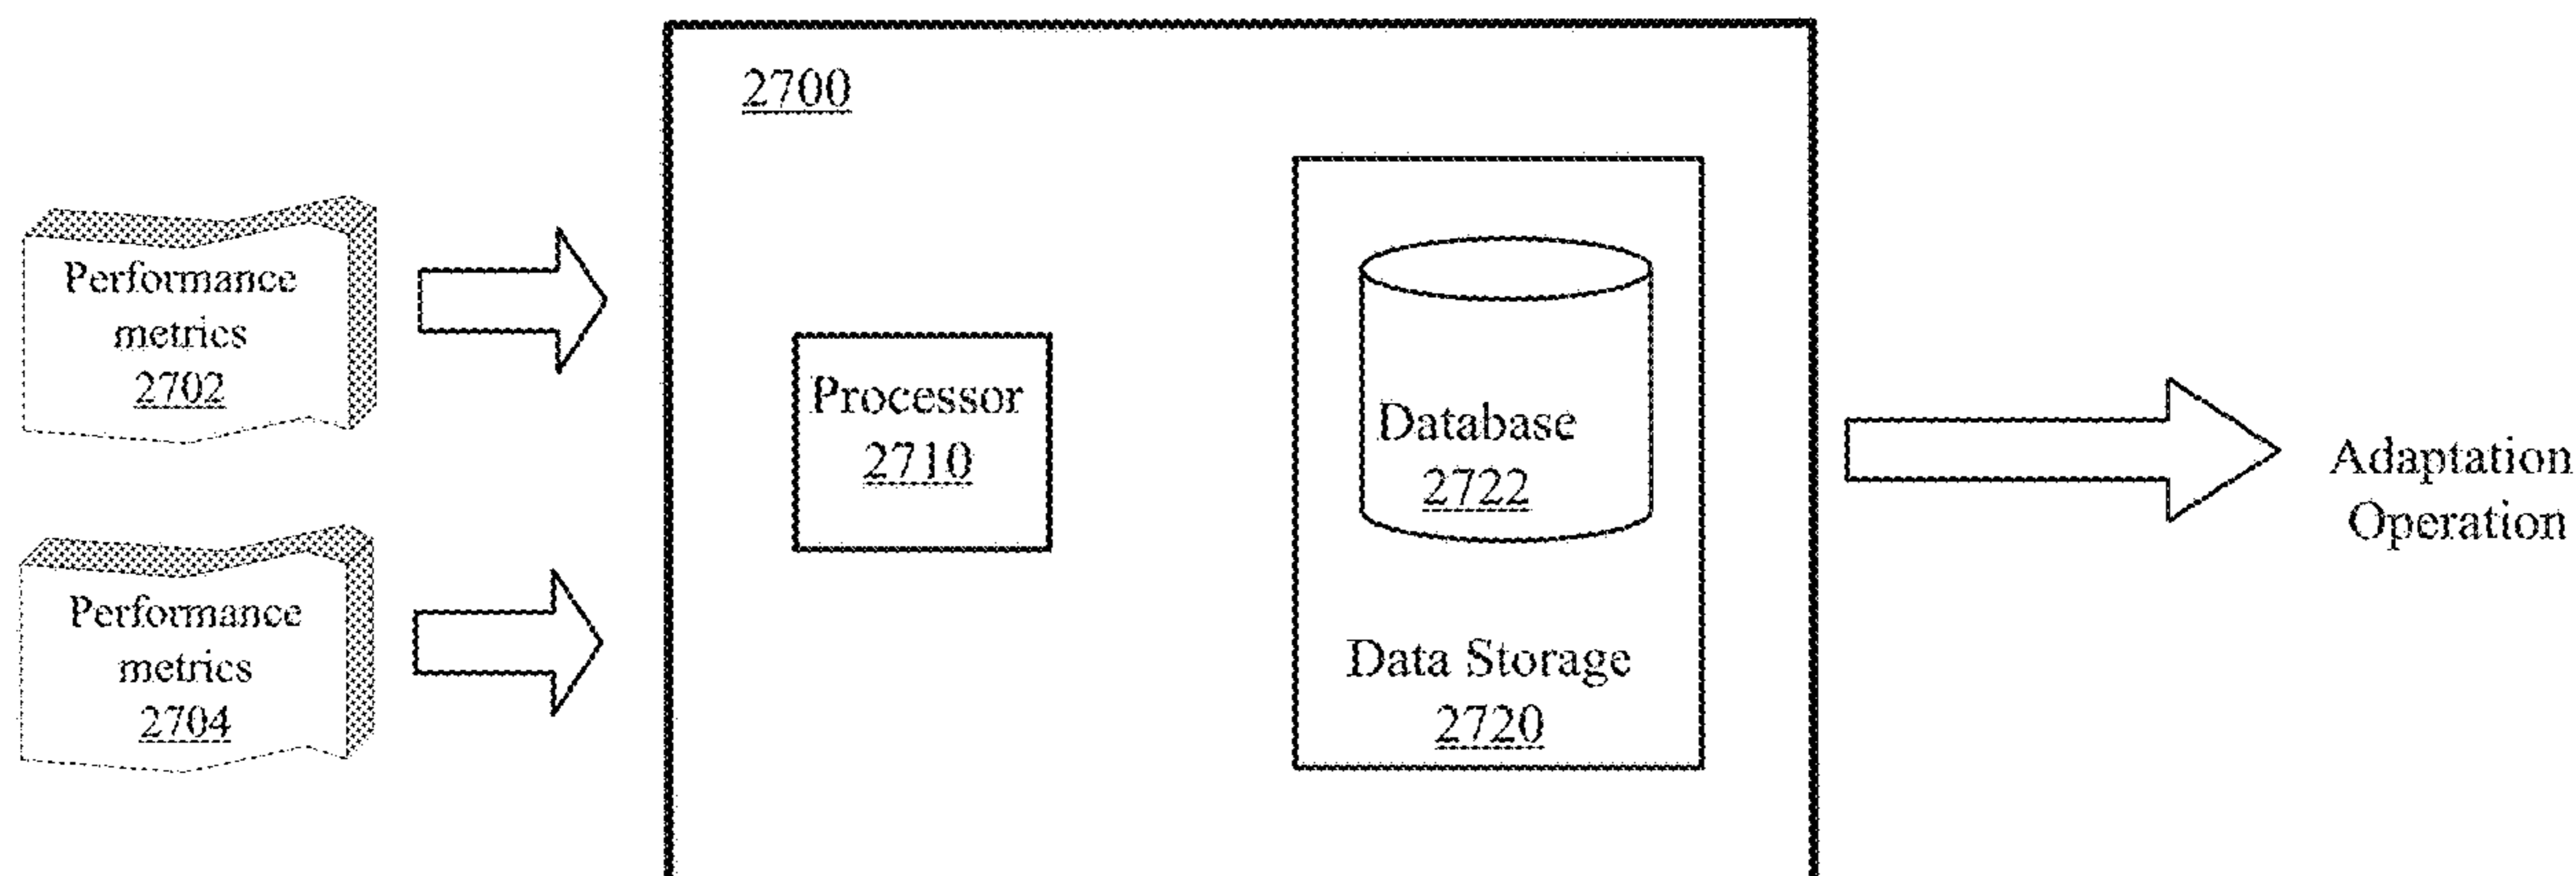 2700
Performance
metrics
2702
Performance
metrics
2704
Processor
2710
Database
2722
Data Storage
2720
Adaptation
Operation